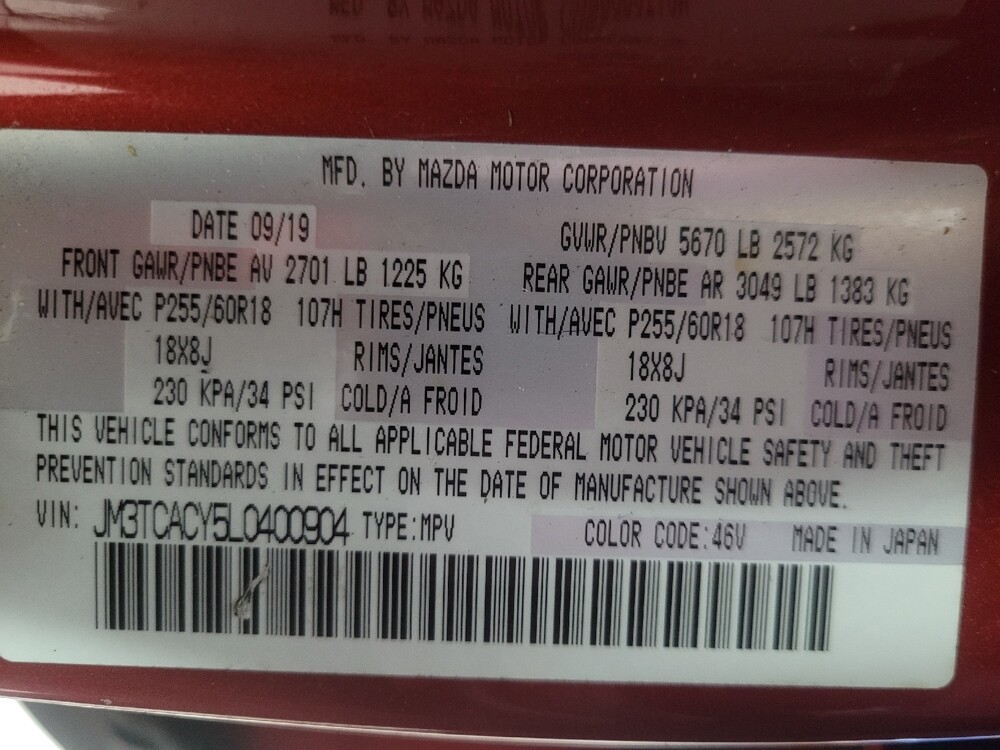 MFD. BY MAZDA MOTOR CORPORATION
DATE 09/19 GVWR/PNBV 5670 LB 2572 KG
FRONT GAWR/PNBE AV 2701 LB 1225 KG REAR GAWR/PNBE AR 3049 LB 1383 KG
WITH/AVEC P255/60R18 107H TIRES/PNEUS WITH/AVEC P255/60R18 107H TIRES/PNEUS
18X8J RIMS/JANTES 18X8J RIMS/JANTES
230 KPA/34 PSI COLD/A FROID 230 KPA/34 PSI COLD/A FROID
THIS VEHICLE CONFORMS TO ALL APPLICABLE FEDERAL MOTOR VEHICLE SAFETY AND THEFT
PREVENTION STANDARDS IN EFFECT ON THE DATE OF MANUFACTURE SHOWN ABOVE.
VIN: JM3TCACY5L0400904 TYPE:MPV COLOR CODE:46V MADE IN JAPAN